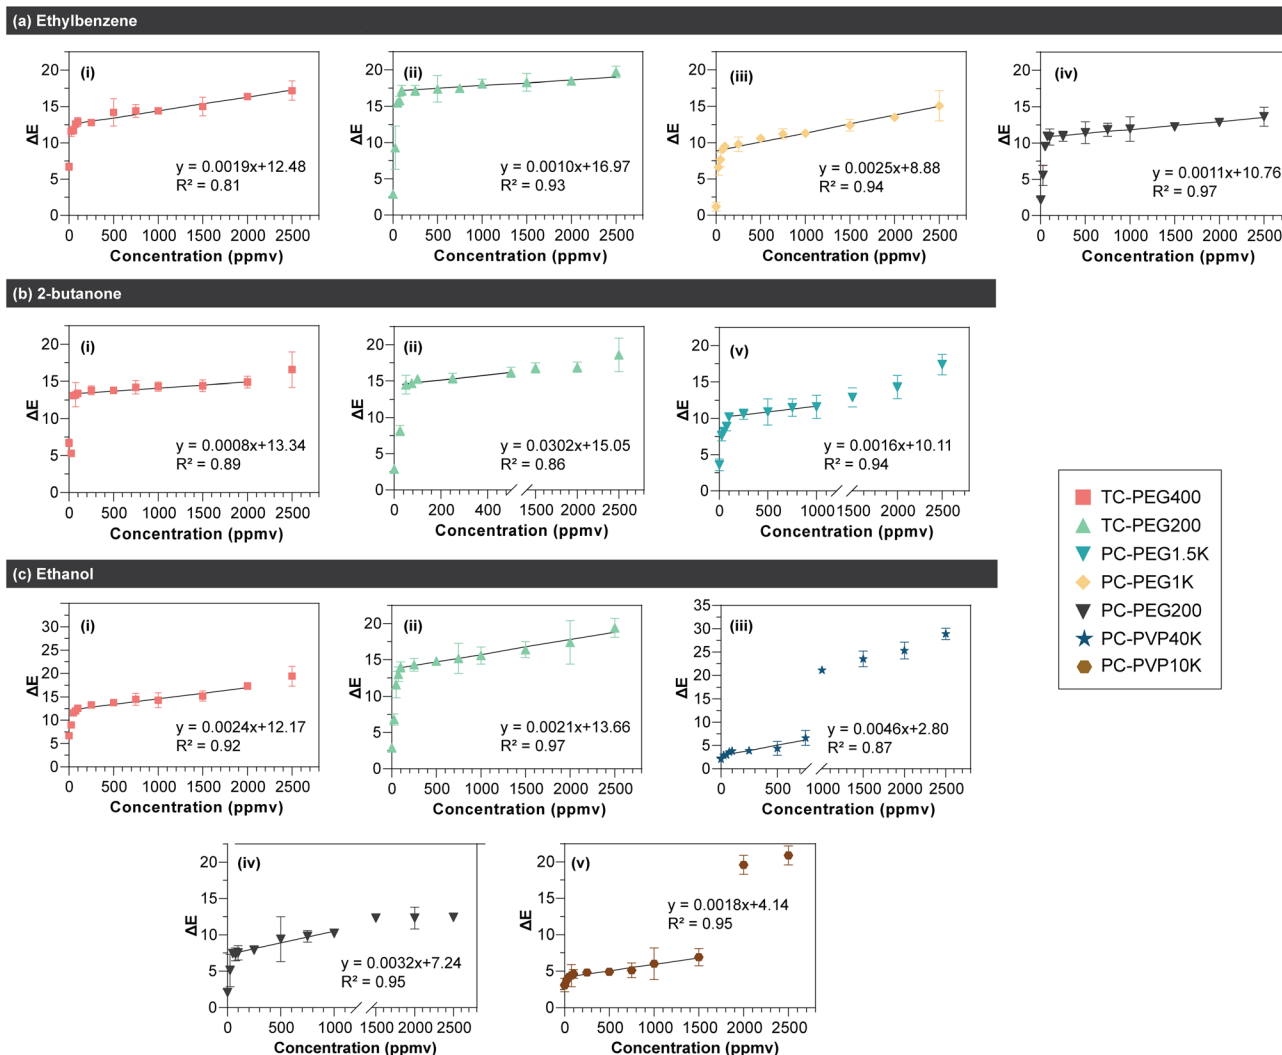 (a) Ethylbenzene
(i)
ΔE
20
15
10
5
0
y = 0.0019x+12.48
R² = 0.81
0 500 1000 1500 2000 2500
Concentration (ppmv)
(ii)
ΔE
20
15
10
5
0
y = 0.0010x+16.97
R² = 0.93
0 500 1000 1500 2000 2500
Concentration (ppmv)
(iii)
ΔE
20
15
10
5
0
y = 0.0025x+8.88
R² = 0.94
0 500 1000 1500 2000 2500
Concentration (ppmv)
(iv)
ΔE
20
15
10
5
0
y = 0.0011x+10.76
R² = 0.97
0 500 1000 1500 2000 2500
Concentration (ppmv)
(b) 2-butanone
(i)
ΔE
20
15
10
5
0
y = 0.0008x+13.34
R² = 0.89
0 500 1000 1500 2000 2500
Concentration (ppmv)
(ii)
ΔE
20
15
10
5
0
y = 0.0302x+15.05
R² = 0.86
0 200 400 1500 2000 2500
Concentration (ppmv)
(v)
ΔE
20
15
10
5
0
y = 0.0016x+10.11
R² = 0.94
0 500 1000 1500 2000 2500
Concentration (ppmv)
TC-PEG400
TC-PEG200
PC-PEG1.5K
PC-PEG1K
PC-PEG200
PC-PVP40K
PC-PVP10K
(c) Ethanol
(i)
ΔE
30
25
20
15
10
5
0
y = 0.0024x+12.17
R² = 0.92
0 500 1000 1500 2000 2500
Concentration (ppmv)
(ii)
ΔE
20
15
10
5
0
y = 0.0021x+13.66
R² = 0.97
0 500 1000 1500 2000 2500
Concentration (ppmv)
(iii)
ΔE
35
30
25
20
15
10
5
0
y = 0.0046x+2.80
R² = 0.87
0 500 1000 1500 2000 2500
Concentration (ppmv)
(iv)
ΔE
20
15
10
5
0
y = 0.0032x+7.24
R² = 0.95
0 500 1000 1500 2000 2500
Concentration (ppmv)
(v)
ΔE
20
15
10
5
0
y = 0.0018x+4.14
R² = 0.95
0 500 1000 1500 2000 2500
Concentration (ppmv)